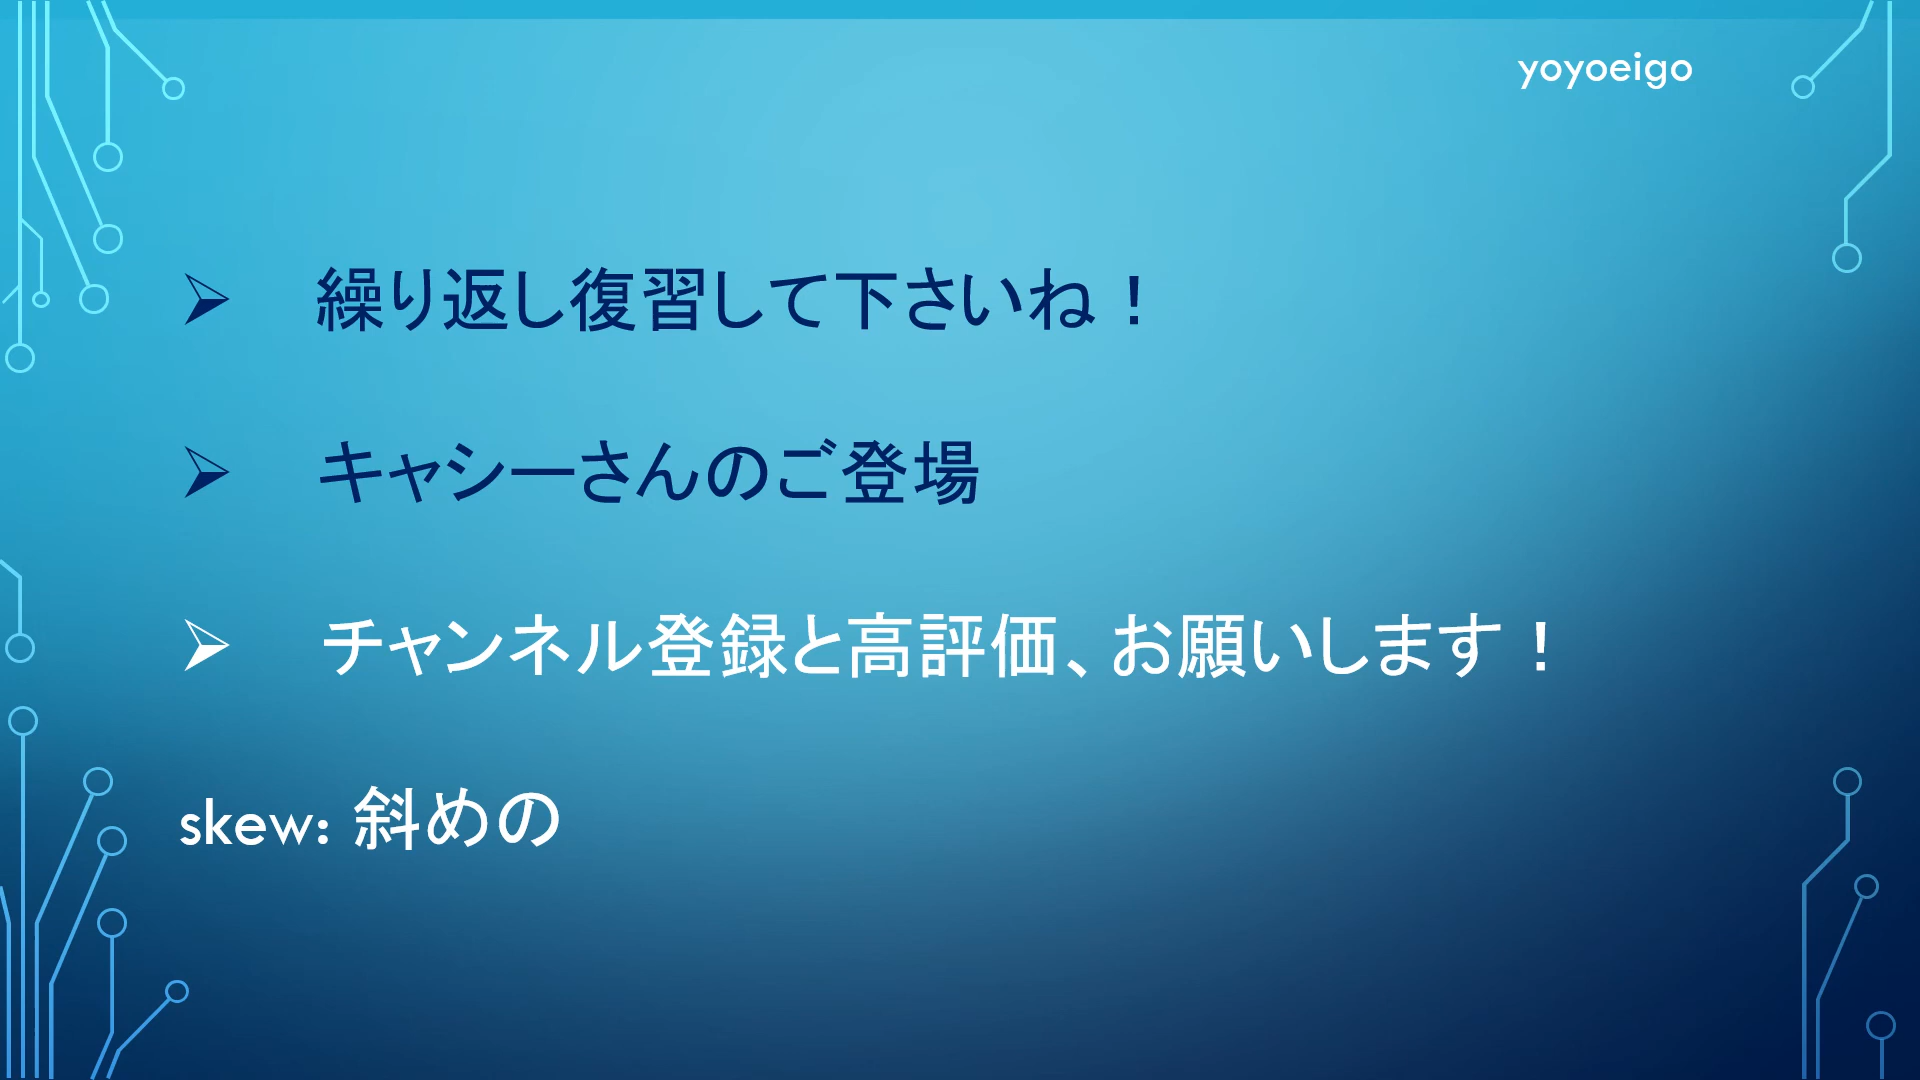 yoyoeigo
➢ 繰り返し復習して下さいね！
➢ キャシーさんのご登場
➢ チャンネル登録と高評価、お願いします！
skew: 斜めの